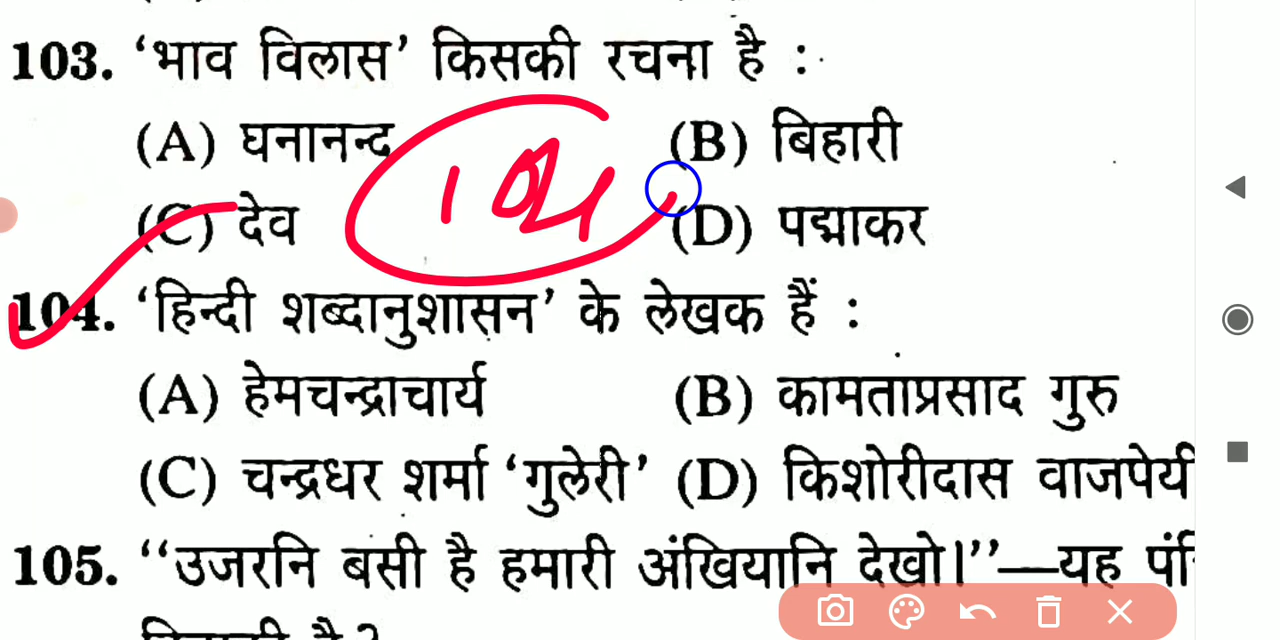 103. ‘भाव विलास’ किसकी रचना है :
(A) घनानन्द (B) बिहारी
(C) देव (D) पद्माकर
104. ‘हिन्दी शब्दानुशासन’ के लेखक हैं :
(A) हेमचन्द्राचार्य (B) कामताप्रसाद गुरु
(C) चन्द्रधर शर्मा ‘गुलेरी’ (D) किशोरीदास वाजपेयी
105. “उजरनि बसी है हमारी अंखियानि देखो।”—यह